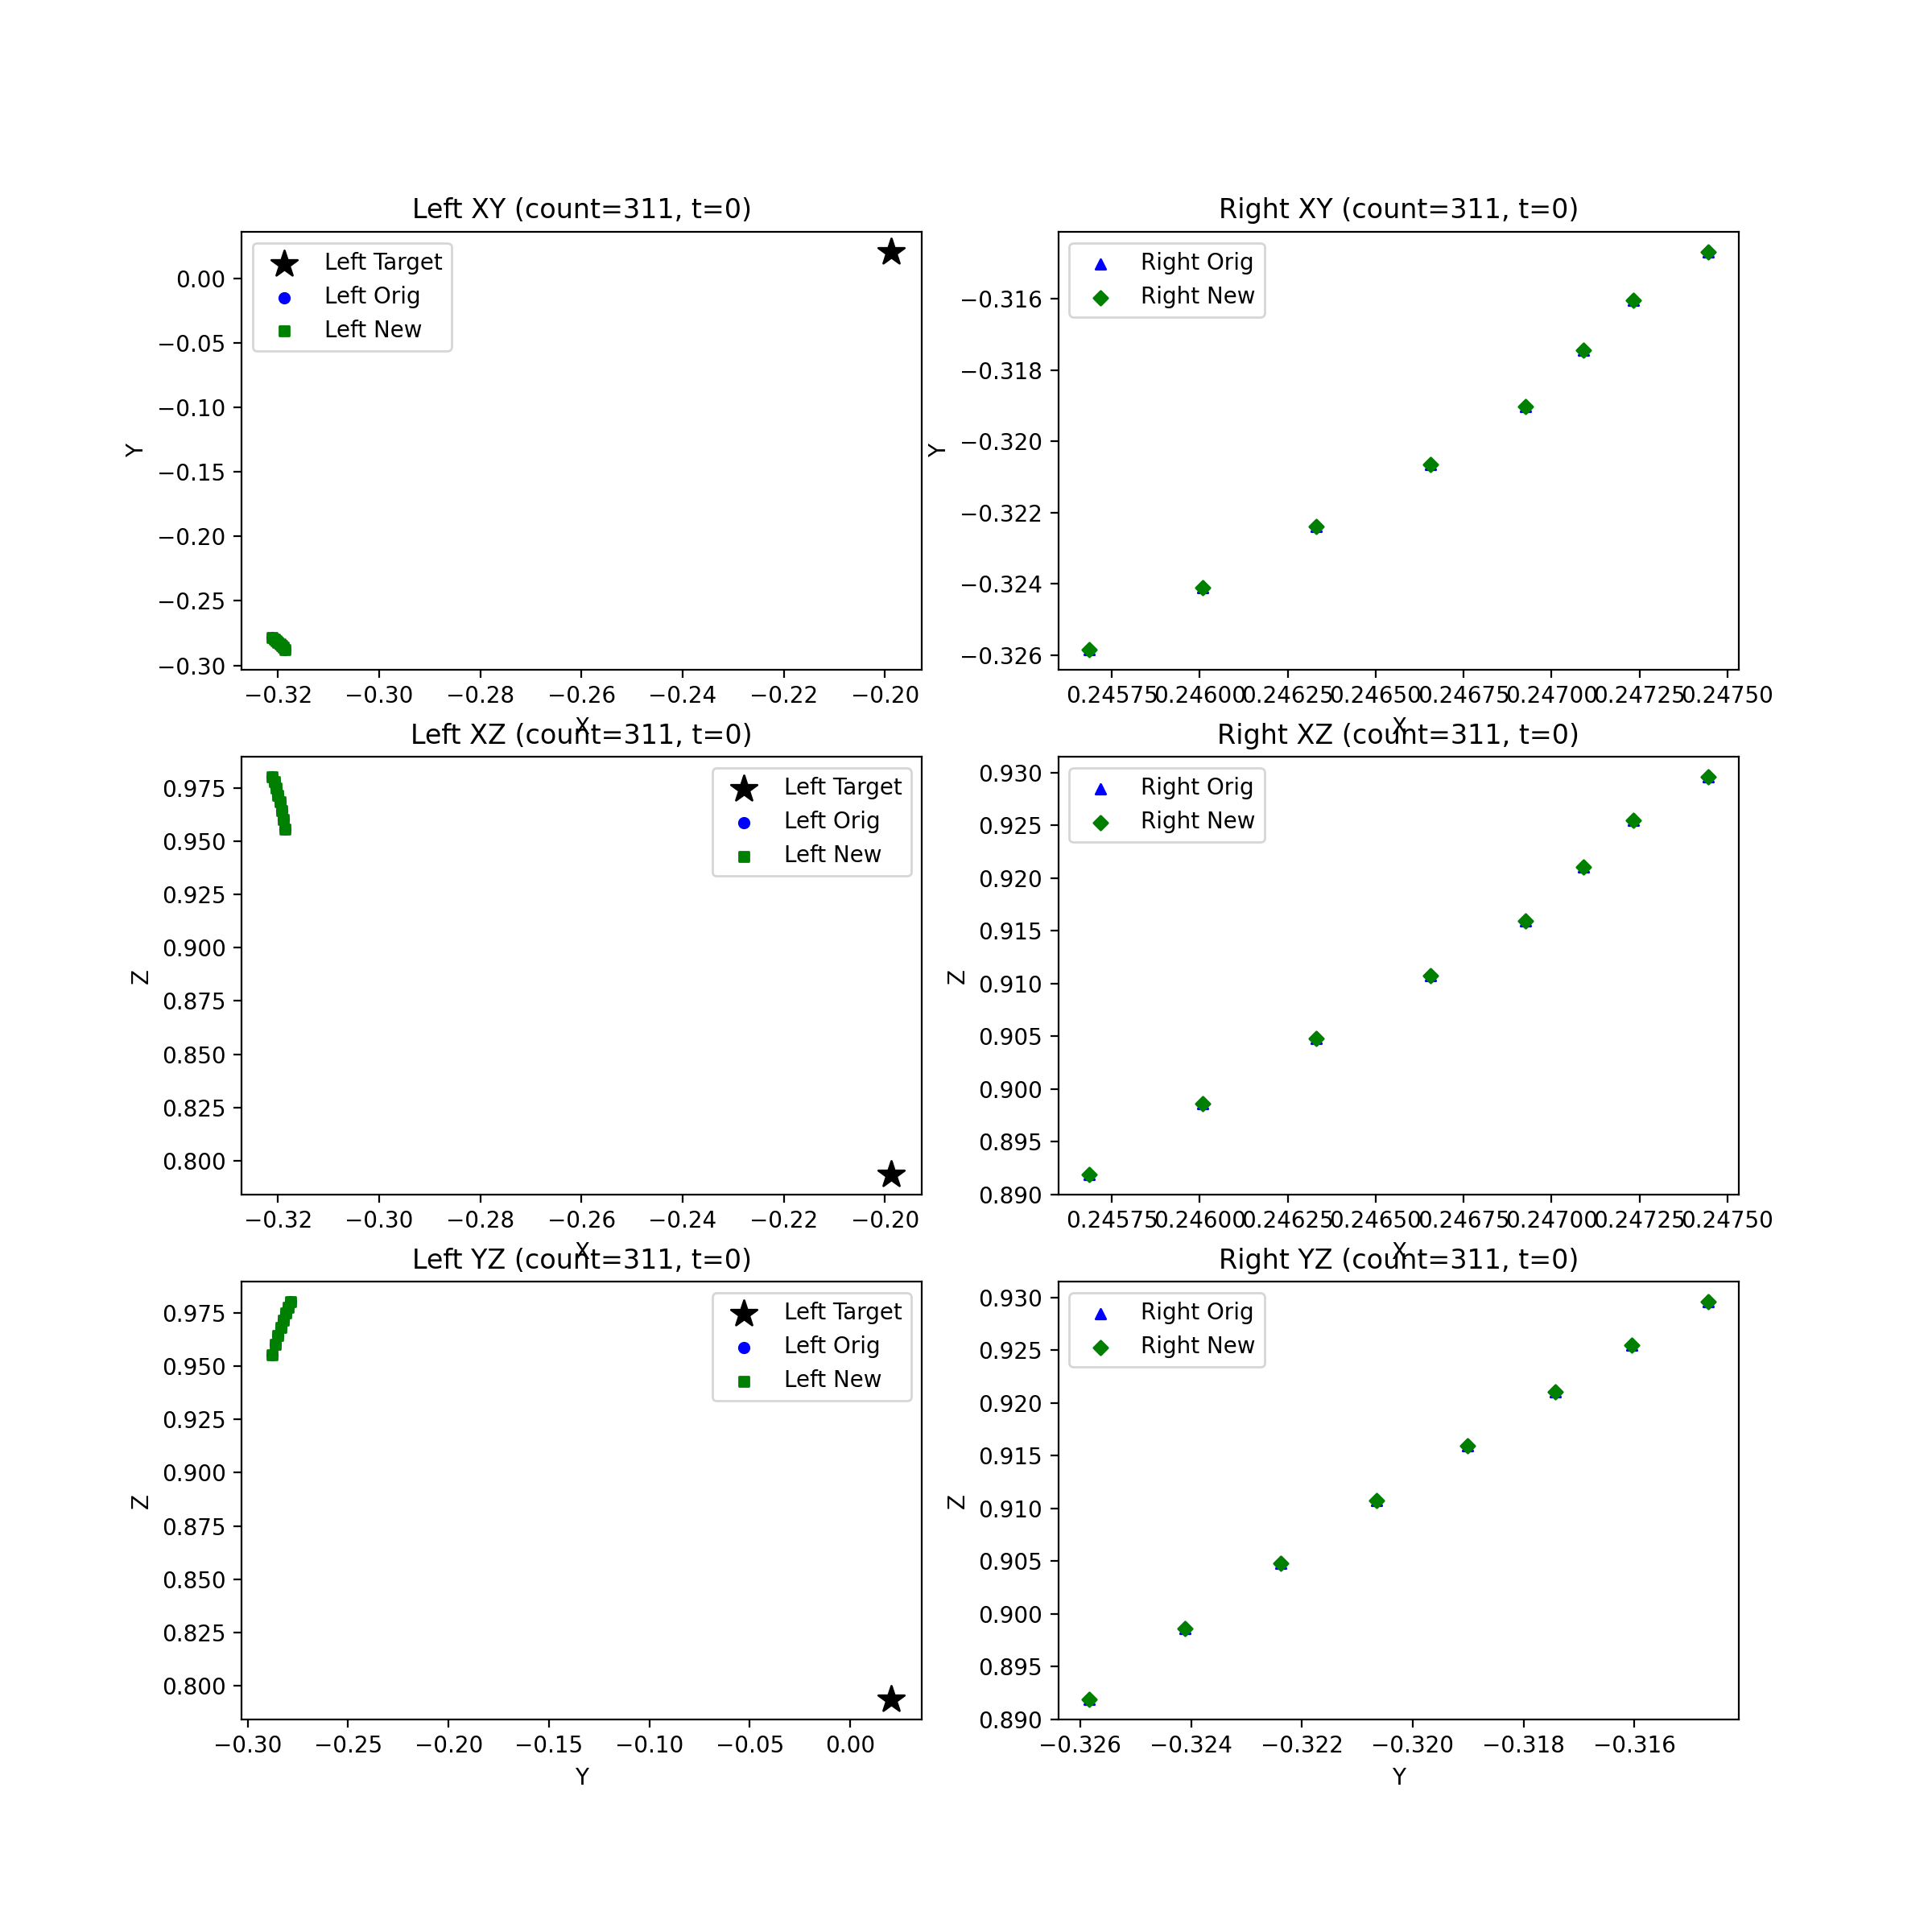 Left XY (count=311, t=0)
Left Target
Left Orig
Left New
0.00
−0.05
−0.10
−0.15
−0.20
−0.25
−0.30
Y
−0.32 −0.30 −0.28 −0.26 −0.24 −0.22 −0.20
X
Right XY (count=311, t=0)
Right Orig
Right New
−0.316
−0.318
−0.320
−0.322
−0.324
−0.326
Y
0.24575 0.24600 0.24625 0.24650 0.24675 0.24700 0.24725 0.24750
X
Left XZ (count=311, t=0)
Left Target
Left Orig
Left New
0.975
0.950
0.925
0.900
0.875
0.850
0.825
0.800
Z
−0.32 −0.30 −0.28 −0.26 −0.24 −0.22 −0.20
X
Right XZ (count=311, t=0)
Right Orig
Right New
0.930
0.925
0.920
0.915
0.910
0.905
0.900
0.895
0.890
Z
0.24575 0.24600 0.24625 0.24650 0.24675 0.24700 0.24725 0.24750
X
Left YZ (count=311, t=0)
Left Target
Left Orig
Left New
0.975
0.950
0.925
0.900
0.875
0.850
0.825
0.800
Z
−0.30 −0.25 −0.20 −0.15 −0.10 −0.05 0.00
Y
Right YZ (count=311, t=0)
Right Orig
Right New
0.930
0.925
0.920
0.915
0.910
0.905
0.900
0.895
0.890
Z
−0.326 −0.324 −0.322 −0.320 −0.318 −0.316
Y